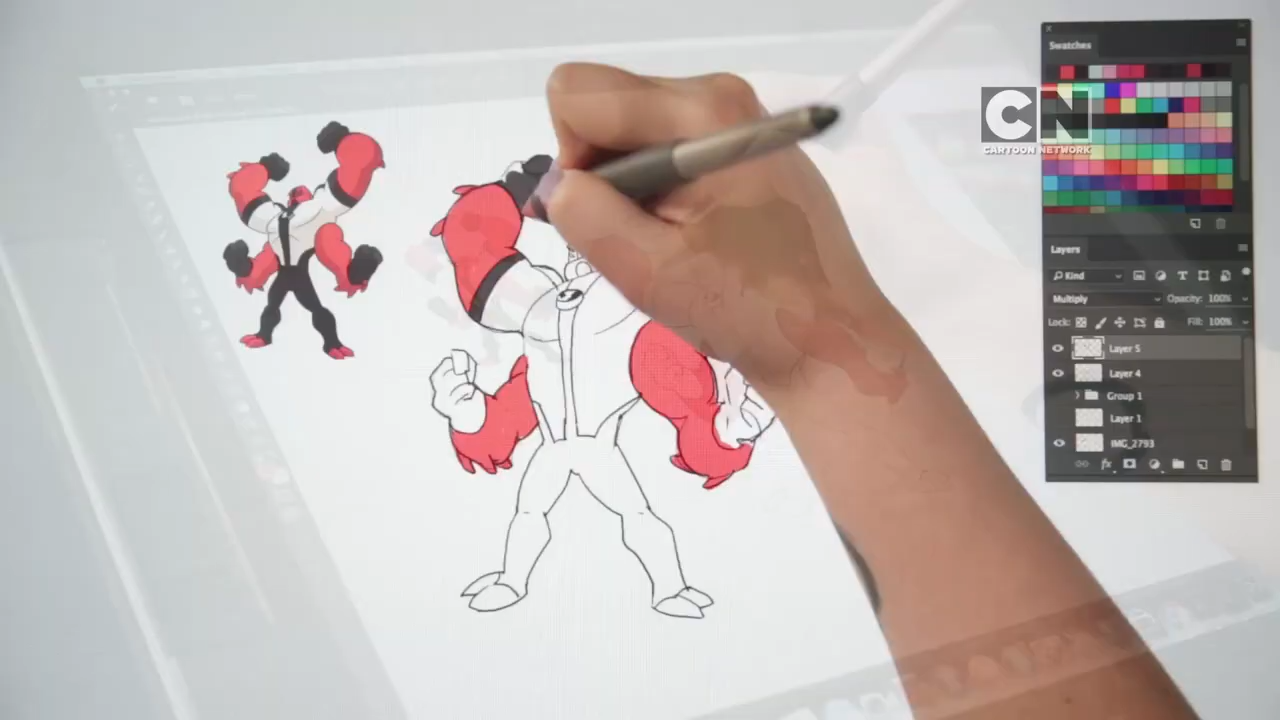 Swatches
CN
CARTOON NETWORK
Layers
Kind
Multiply
Opacity: 100%
Lock:
Fill: 100%
Layer 5
Layer 4
Group 1
Layer 1
IMG_2793
fx